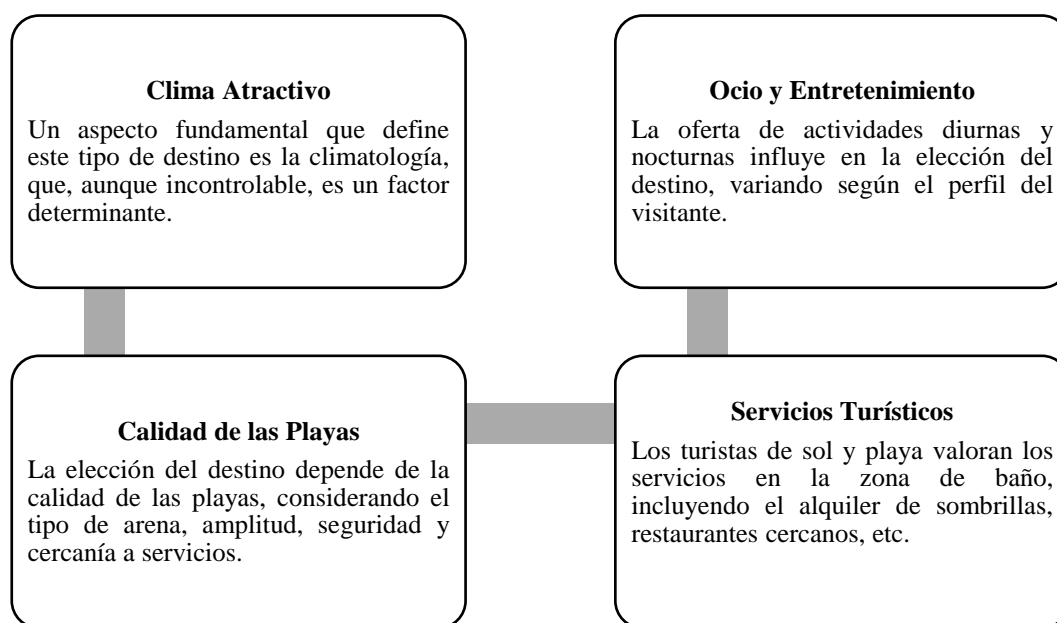 Clima Atractivo
Un aspecto fundamental que define
este tipo de destino es la climatología,
que, aunque incontrolable, es un factor
determinante.
Calidad de las Playas
La elección del destino depende de la
calidad de las playas, considerando el
tipo de arena, amplitud, seguridad y
cercanía a servicios.
Servicios Turísticos
Los turistas de sol y playa valoran los
servicios en la zona de baño,
incluyendo el alquiler de sombrillas,
restaurantes cercanos, etc.
Ocio y Entretenimiento
La oferta de actividades diurnas y
nocturnas influye en la elección del
destino, variando según el perfil del
visitante.